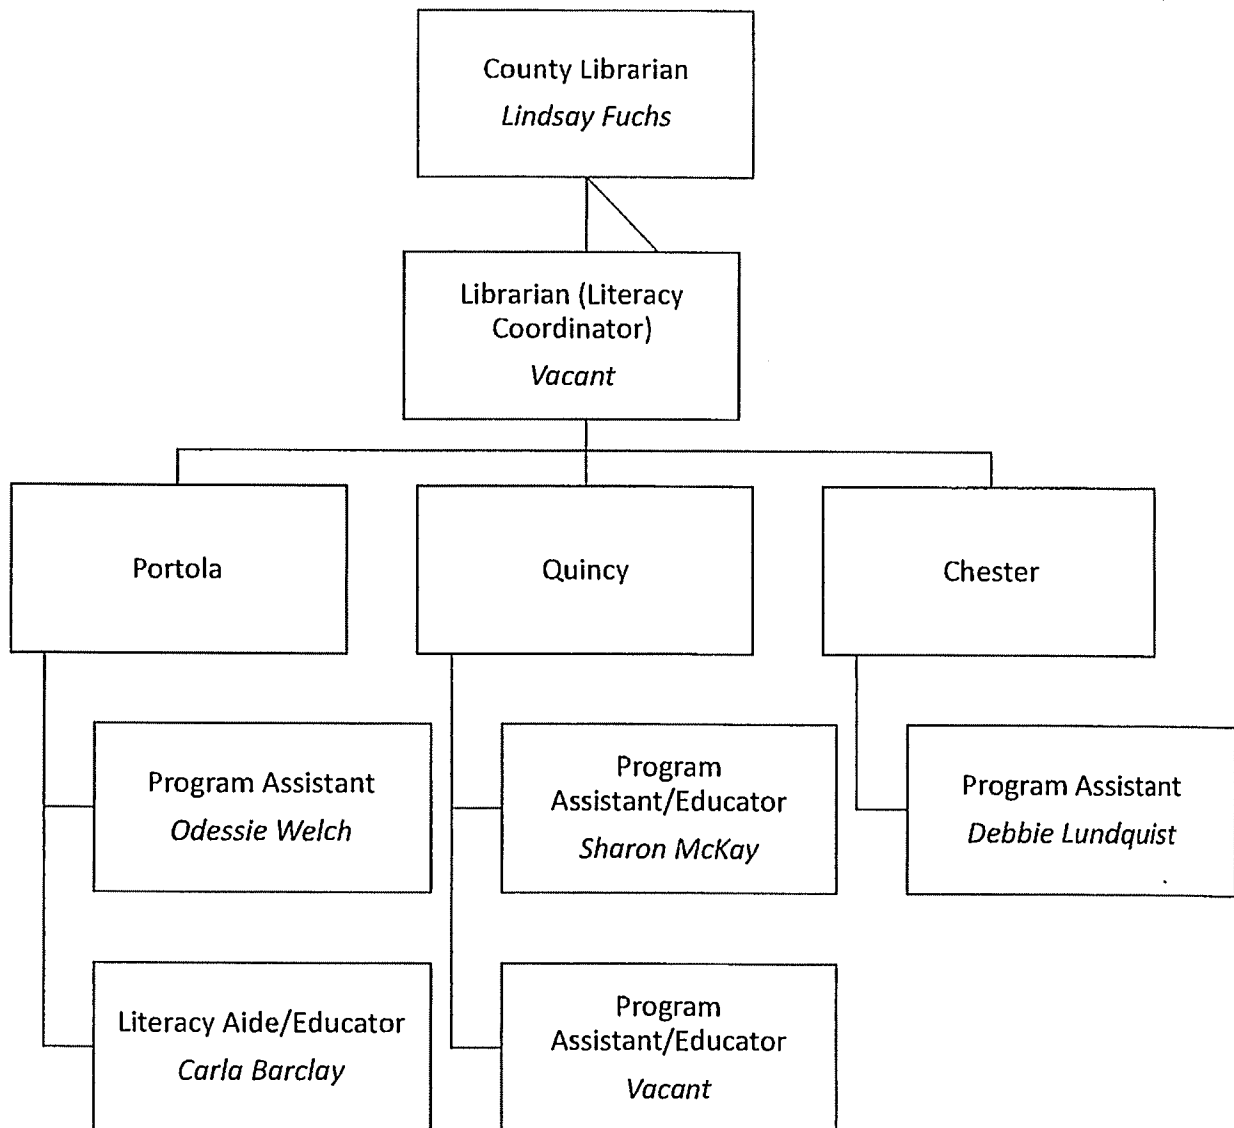 County Librarian
Lindsay Fuchs
Librarian (Literacy
Coordinator)
Vacant
Portola
Quincy
Chester
Program Assistant
Odessie Welch
Program
Assistant/Educator
Sharon McKay
Program Assistant
Debbie Lundquist
Literacy Aide/Educator
Carla Barclay
Program
Assistant/Educator
Vacant